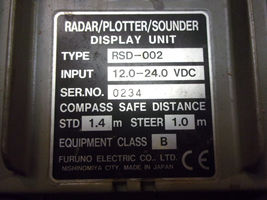 RADAR/PLOTTER/SOUNDER
DISPLAY UNIT
TYPE RSD-002
INPUT 12.0-24.0 VDC
SER.NO. 0234
COMPASS SAFE DISTANCE
STD 1.4 m STEER 1.0 m
EQUIPMENT CLASS B
FURUNO ELECTRIC CO., LTD. CE
NISHINOMIYA CITY, MADE IN JAPAN